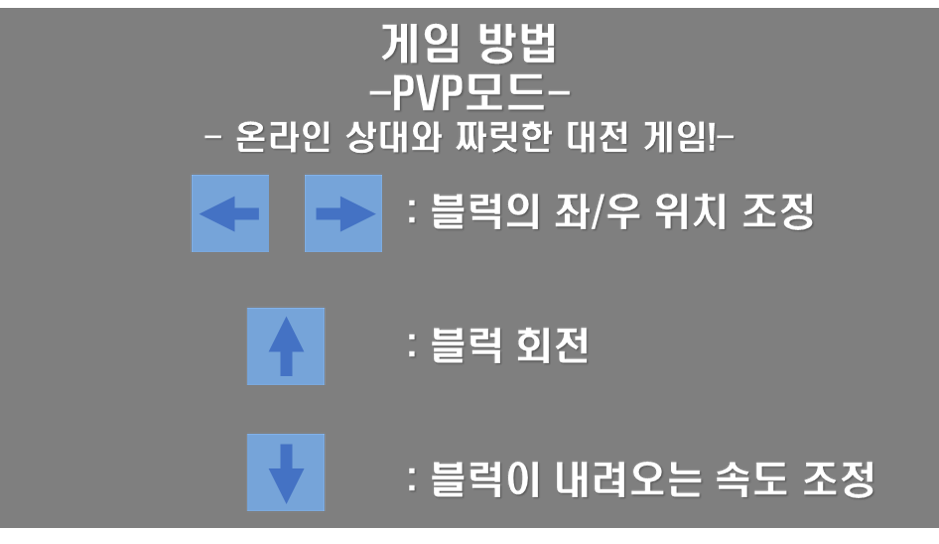 게임 방법
-PVP모드-
- 온라인 상대와 짜릿한 대전 게임!-
: 블럭의 좌/우 위치 조정
: 블럭 회전
: 블럭이 내려오는 속도 조정